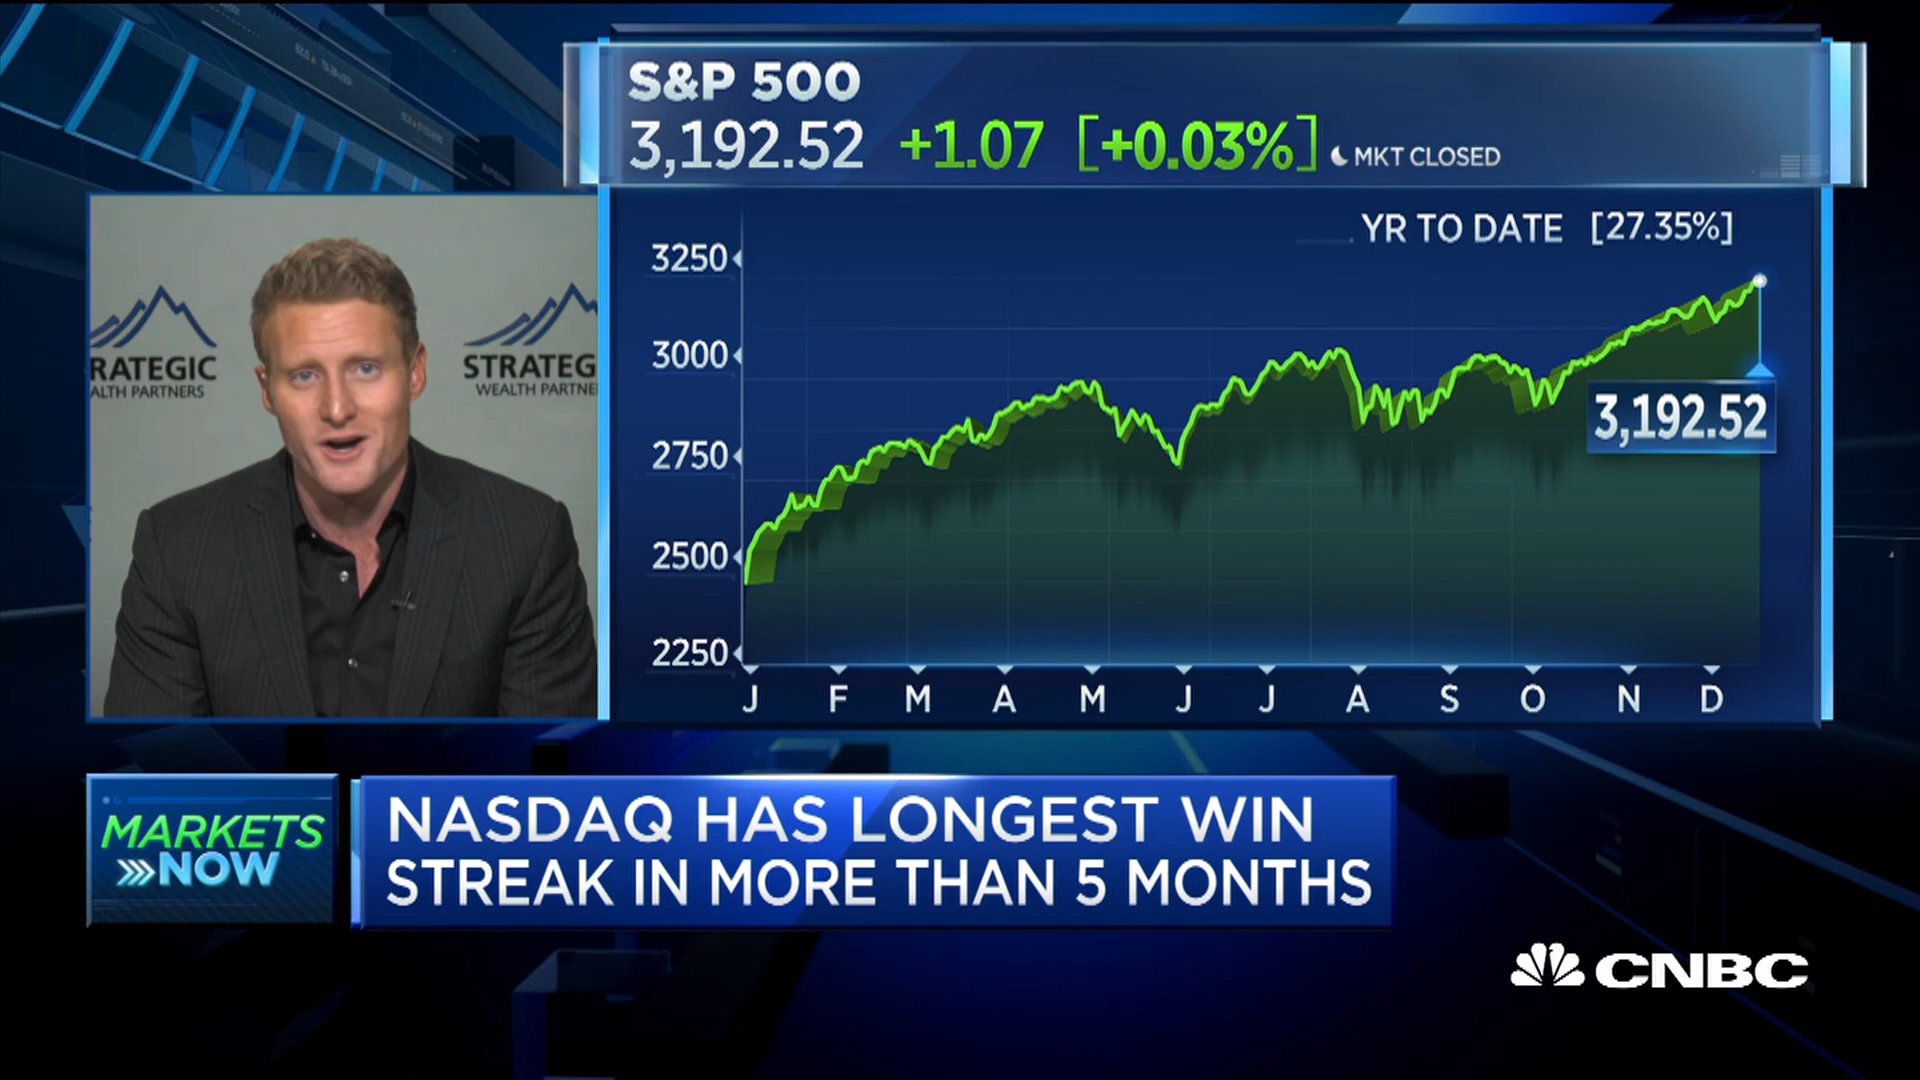 S&P 500
3,192.52 +1.07 [+0.03%] MKT CLOSED
YR TO DATE [27.35%]
3250
3000
2750
2500
2250
3,192.52
J F M A M J J A S O N D
RATEGIC
ALTH PARTNERS
STRATEG
WEALTH PARTNE
MARKETS
NOW
NASDAQ HAS LONGEST WIN
STREAK IN MORE THAN 5 MONTHS
CNBC